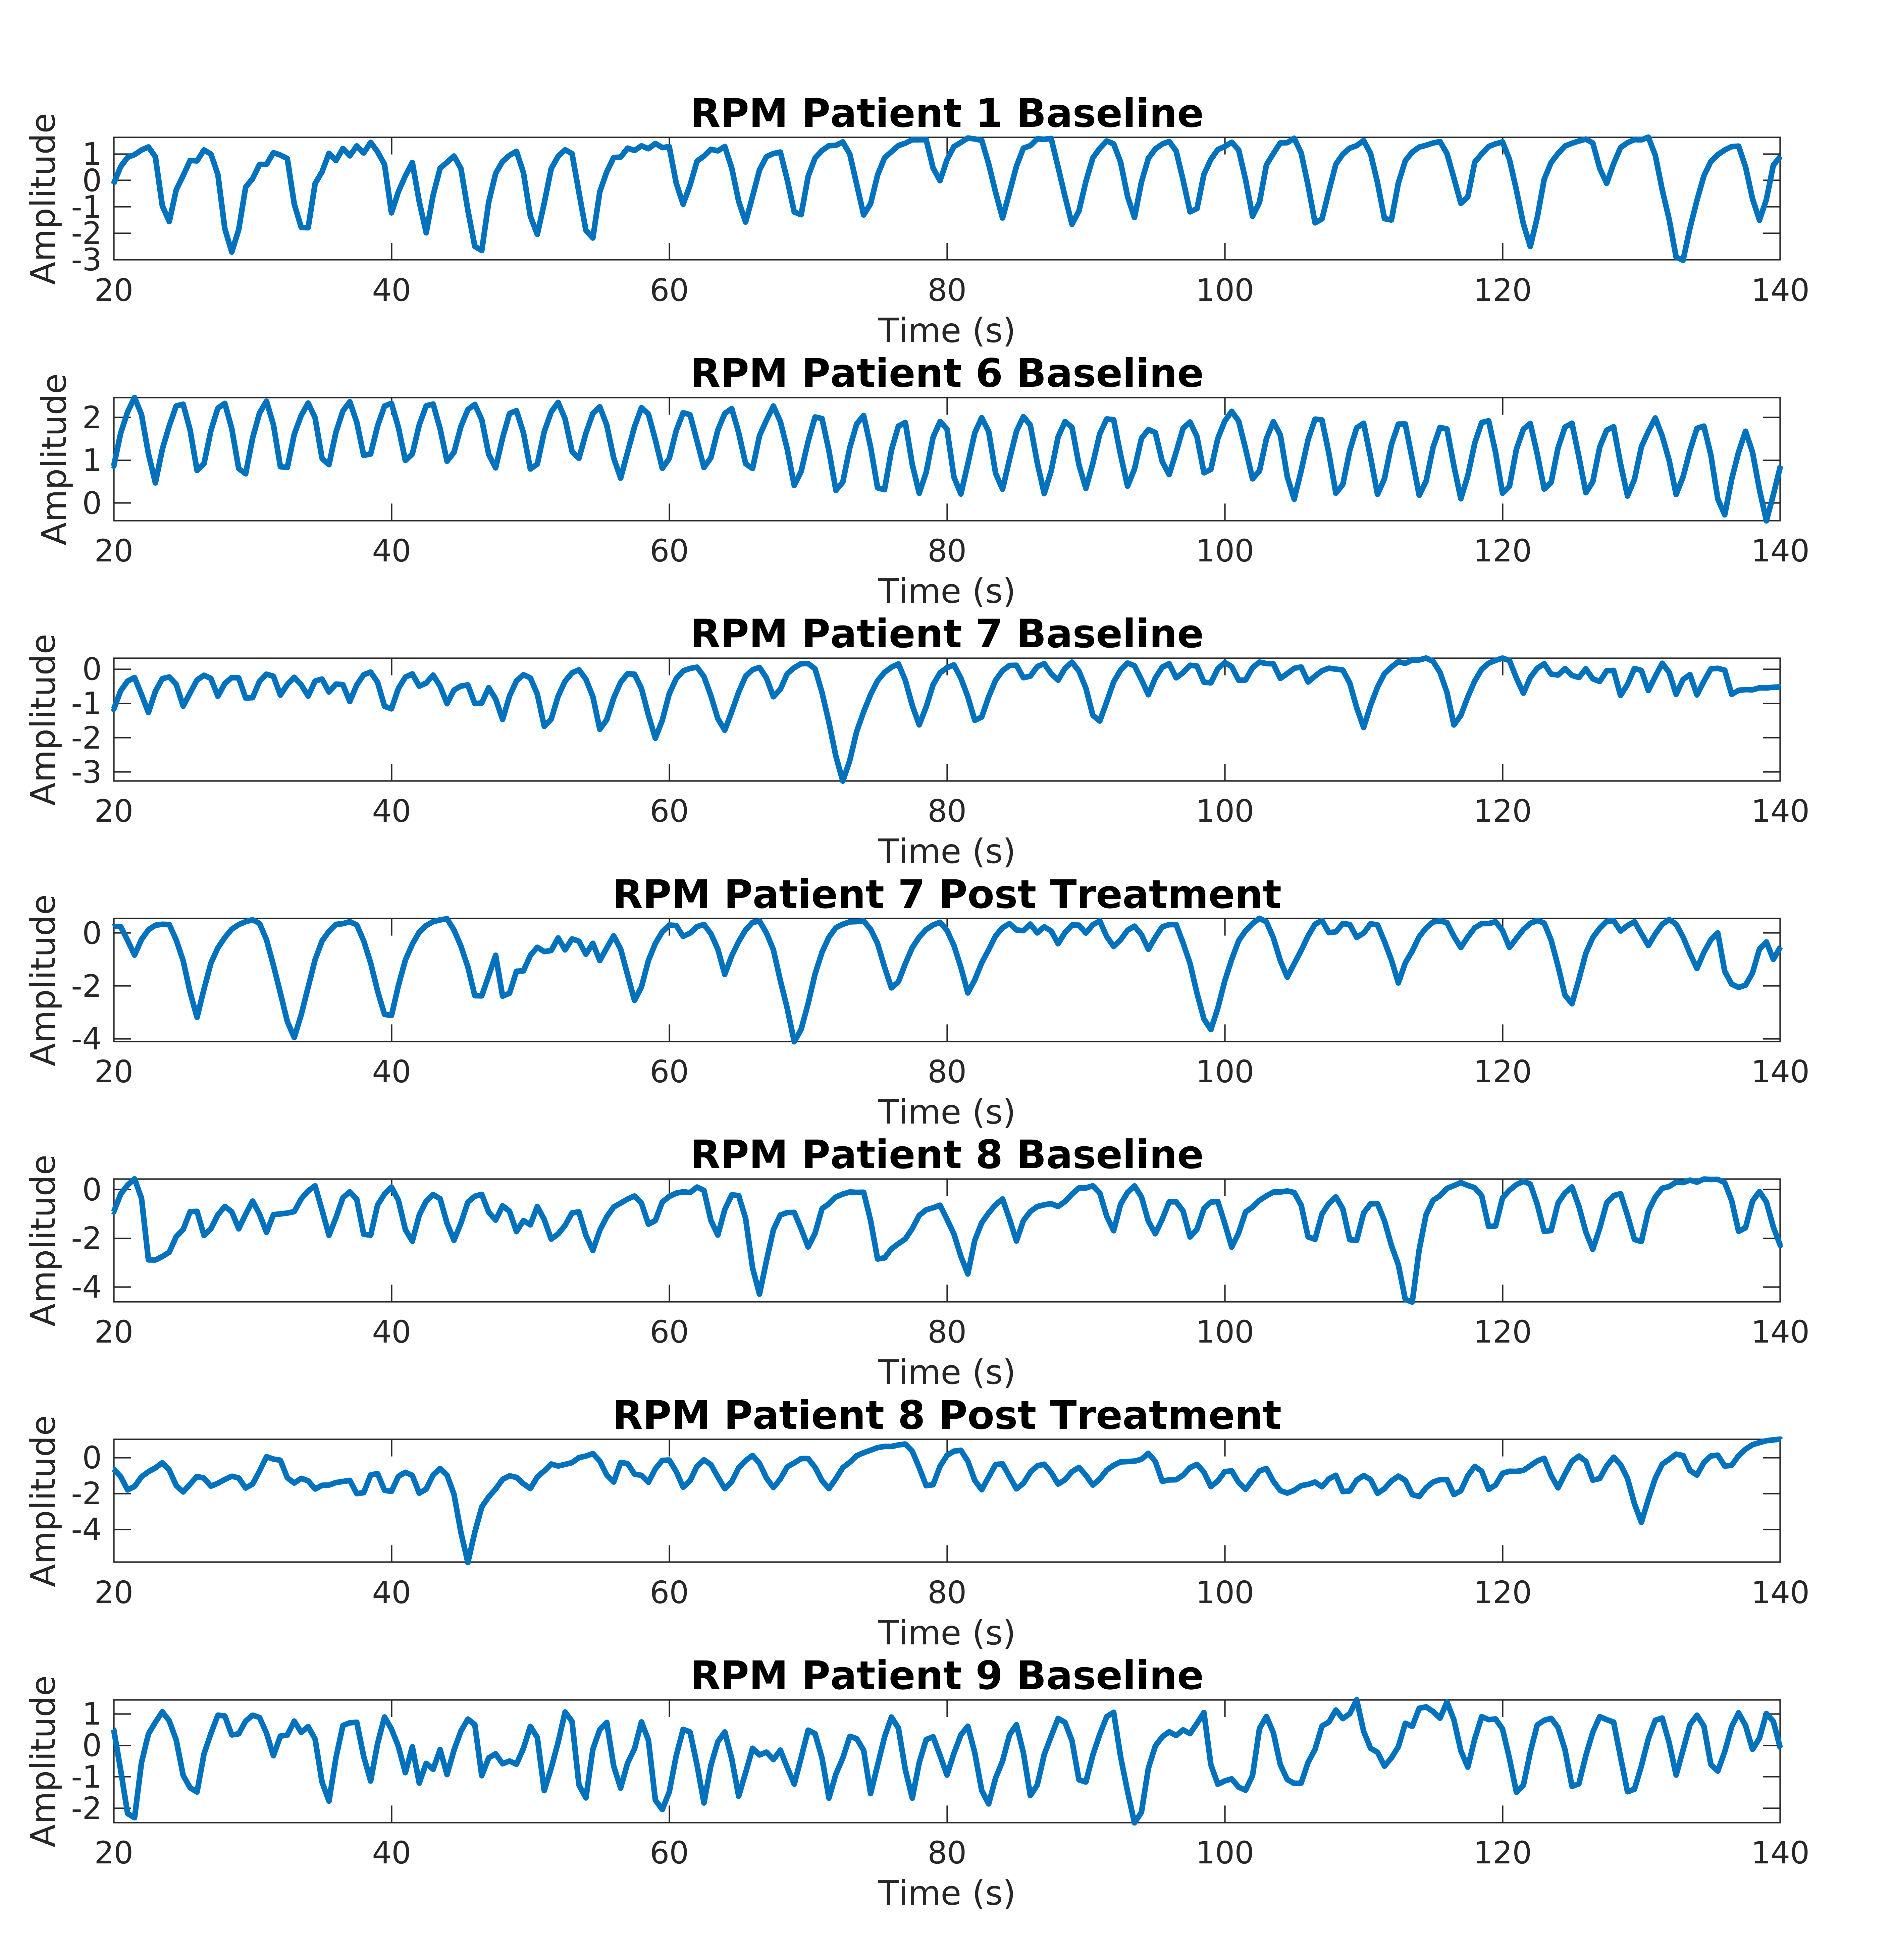 RPM Patient 1 Baseline
Amplitude
1
0
-1
-2
-3
20 40 60 80 100 120 140
Time (s)
RPM Patient 6 Baseline
Amplitude
2
1
0
20 40 60 80 100 120 140
Time (s)
RPM Patient 7 Baseline
Amplitude
0
-1
-2
-3
20 40 60 80 100 120 140
Time (s)
RPM Patient 7 Post Treatment
Amplitude
0
-2
-4
20 40 60 80 100 120 140
Time (s)
RPM Patient 8 Baseline
Amplitude
0
-2
-4
20 40 60 80 100 120 140
Time (s)
RPM Patient 8 Post Treatment
Amplitude
0
-2
-4
20 40 60 80 100 120 140
Time (s)
RPM Patient 9 Baseline
Amplitude
1
0
-1
-2
20 40 60 80 100 120 140
Time (s)